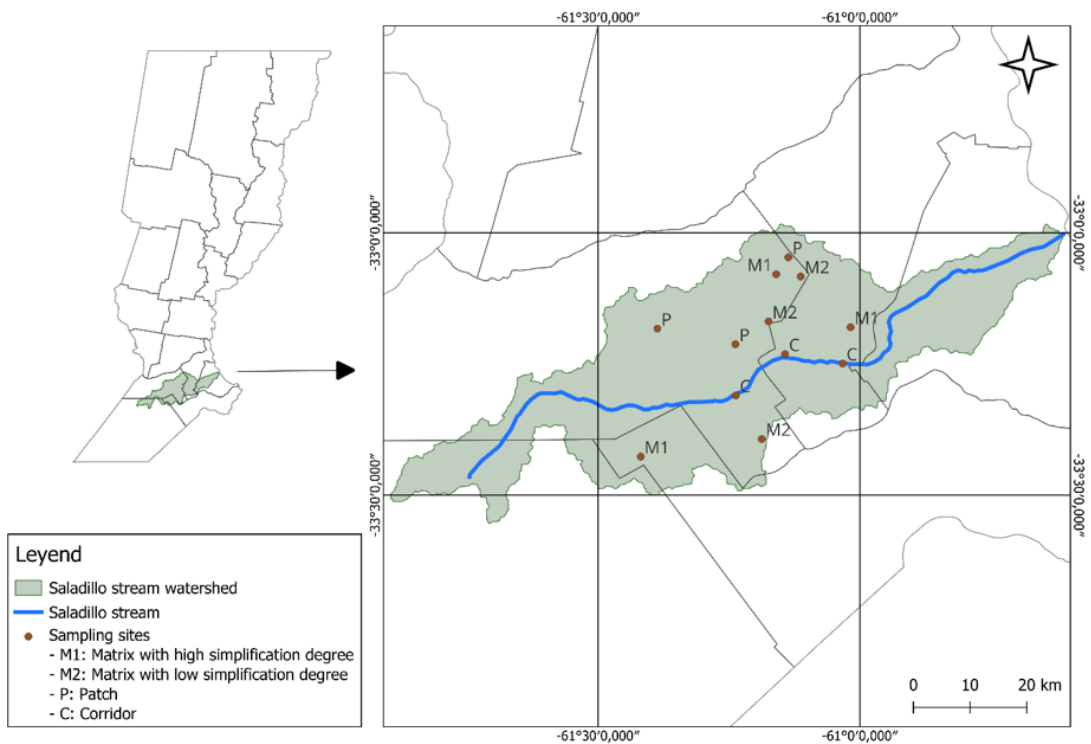 -61°30'0,000" -61°0'0,000"
-33°0'0,000" -33°0'0,000"
P
M1 M2
M2
P M1
P C
C
C
M2
M1
-33°30'0,000" -33°30'0,000"
Leyend
Saladillo stream watershed
Saladillo stream
Sampling sites
- M1: Matrix with high simplification degree
- M2: Matrix with low simplification degree
- P: Patch
- C: Corridor
0 10 20 km
-61°30'0,000" -61°0'0,000"